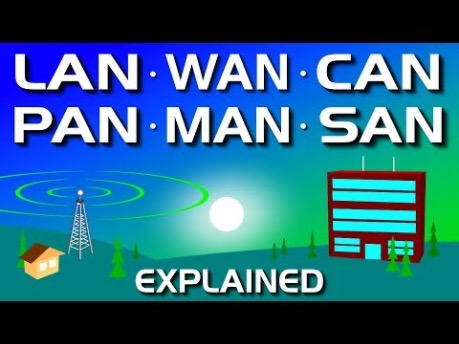 LAN · WAN · CAN
PAN · MAN · SAN
EXPLAINED